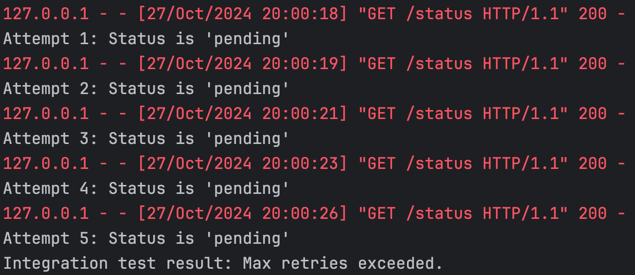 127.0.0.1 - - [27/Oct/2024 20:00:18] "GET /status HTTP/1.1" 200 -
Attempt 1: Status is 'pending'
127.0.0.1 - - [27/Oct/2024 20:00:19] "GET /status HTTP/1.1" 200 -
Attempt 2: Status is 'pending'
127.0.0.1 - - [27/Oct/2024 20:00:21] "GET /status HTTP/1.1" 200 -
Attempt 3: Status is 'pending'
127.0.0.1 - - [27/Oct/2024 20:00:23] "GET /status HTTP/1.1" 200 -
Attempt 4: Status is 'pending'
127.0.0.1 - - [27/Oct/2024 20:00:26] "GET /status HTTP/1.1" 200 -
Attempt 5: Status is 'pending'
Integration test result: Max retries exceeded.